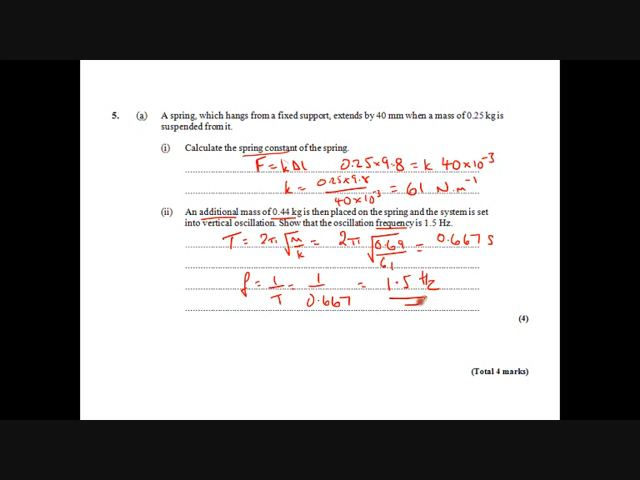 5. (a) A spring, which hangs from a fixed support, extends by 40 mm when a mass of 0.25 kg is
suspended from it.
(i) Calculate the spring constant of the spring.
F = kΔl 0.25×9.8 = k 40×10⁻³
k = 0.25×9.8 / 40×10⁻³ = 61 N.m⁻¹
(ii) An additional mass of 0.44 kg is then placed on the spring and the system is set
into vertical oscillation. Show that the oscillation frequency is 1.5 Hz.
T = 2π √(m/k) = 2π √(0.69/61) = 0.667 s
f = 1/T = 1/0.667 = 1.5 Hz
(4)
(Total 4 marks)